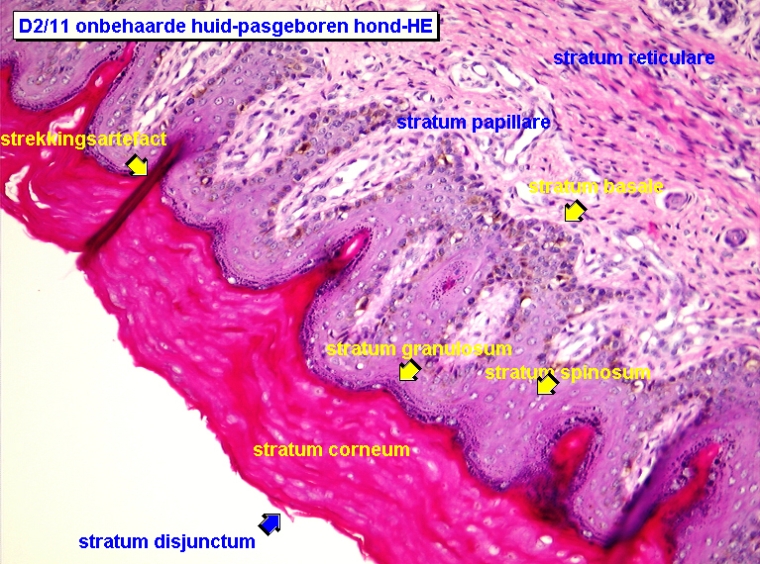 D2/11 onbehaarde huid-pasgeboren hond-HE
stratum reticulare
stratum papillare
strekkingsartefact
stratum basale
stratum granulosum
stratum spinosum
stratum corneum
stratum disjunctum